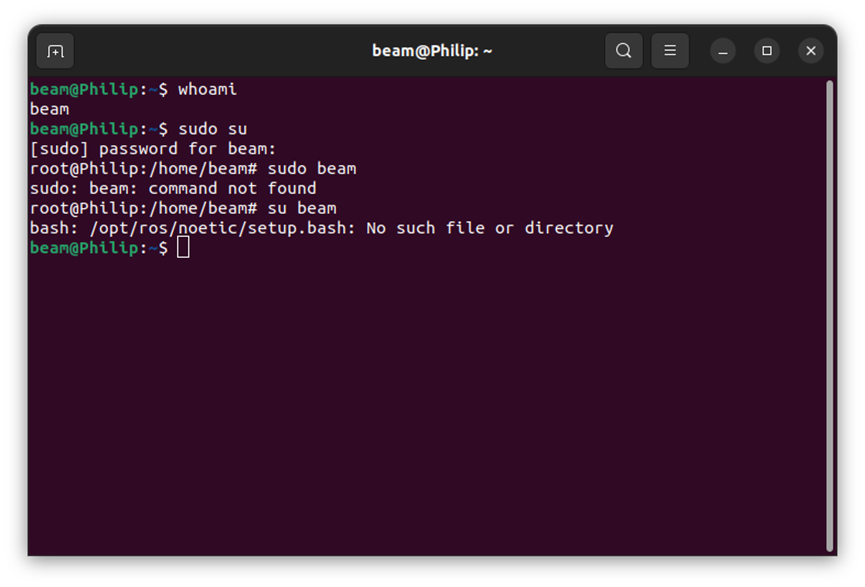 beam@Philip: ~
beam@Philip:~$ whoami
beam
beam@Philip:~$ sudo su
[sudo] password for beam:
root@Philip:/home/beam# sudo beam
sudo: beam: command not found
root@Philip:/home/beam# su beam
bash: /opt/ros/noetic/setup.bash: No such file or directory
beam@Philip:~$